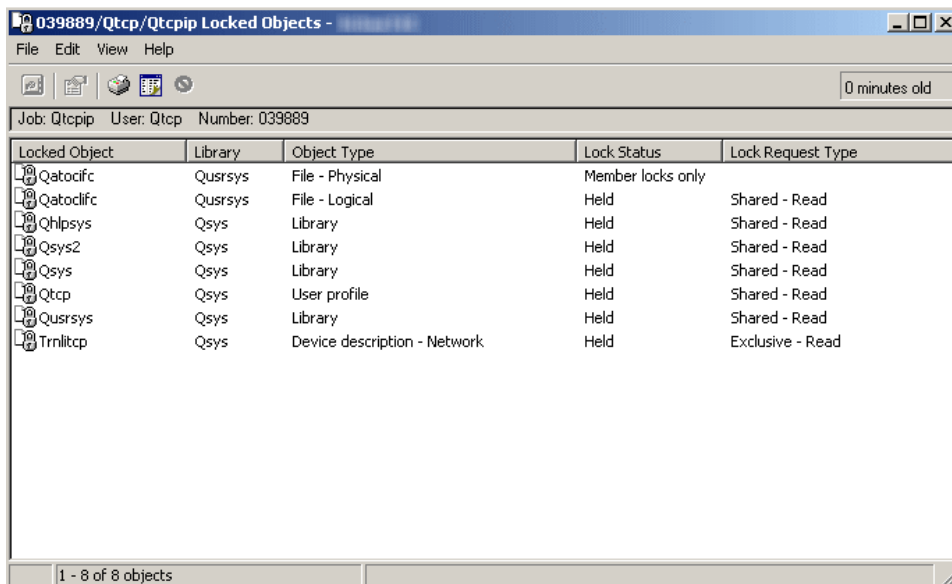 039889/Qtcp/Qtcpip Locked Objects -
File Edit View Help
0 minutes old
Job: Qtcpip User: Qtcp Number: 039889
Locked Object Library Object Type Lock Status Lock Request Type
Qatocifc Qusrsys File - Physical Member locks only
Qatoclifc Qusrsys File - Logical Held Shared - Read
Qhlpsys Qsys Library Held Shared - Read
Qsys2 Qsys Library Held Shared - Read
Qsys Qsys Library Held Shared - Read
Qtcp Qsys User profile Held Shared - Read
Qusrsys Qsys Library Held Shared - Read
Trnlitcp Qsys Device description - Network Held Exclusive - Read
1 - 8 of 8 objects